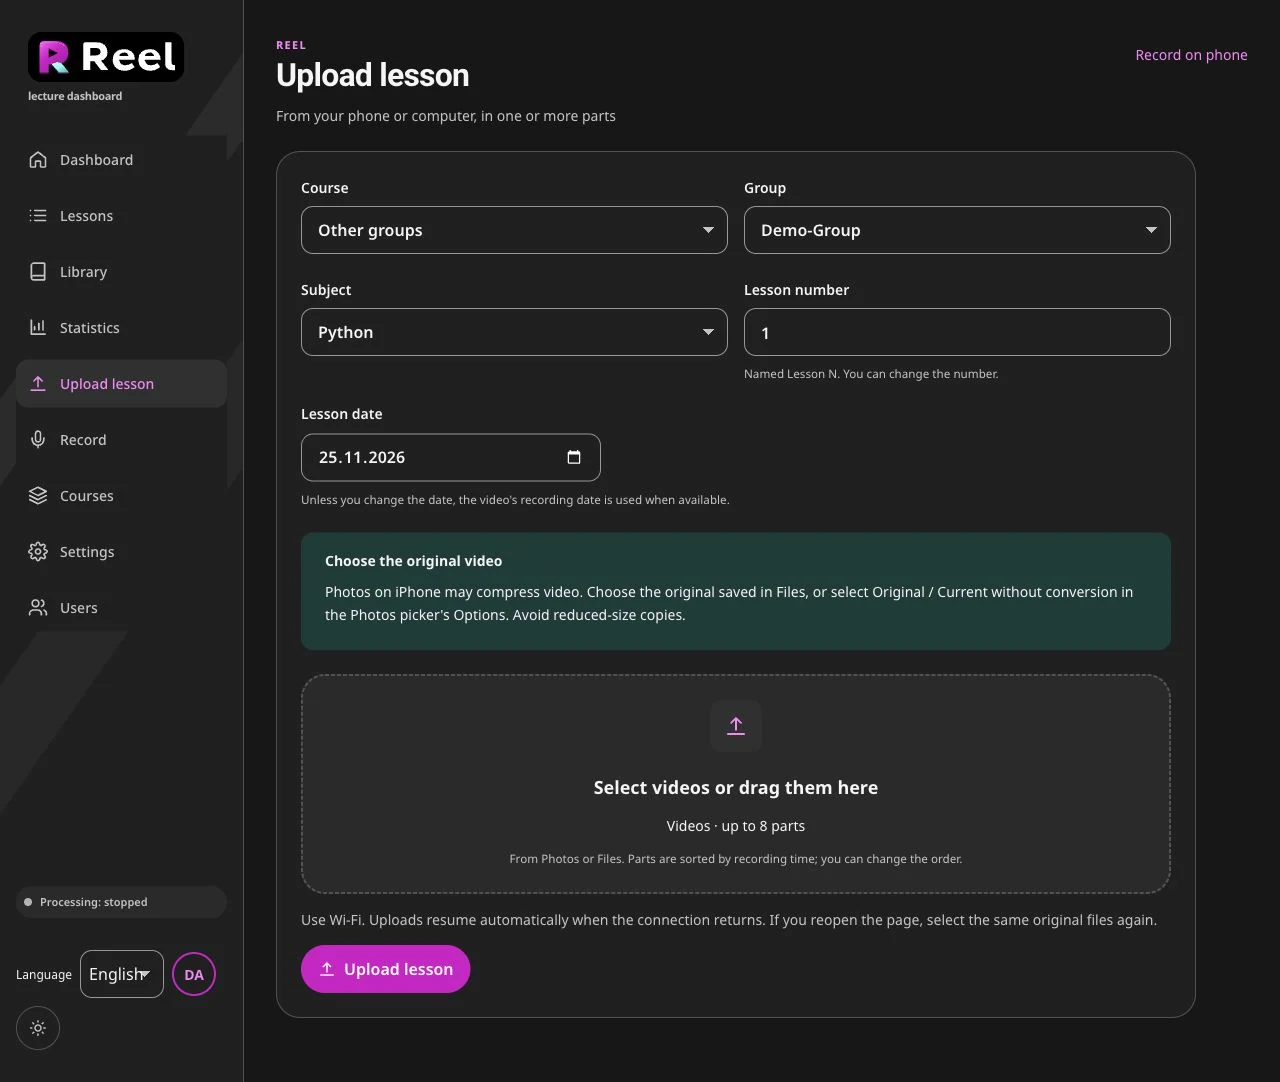 Reel
lecture dashboard
Dashboard
Lessons
Library
Statistics
Upload lesson
Record
Courses
Settings
Users
Processing: stopped
Language
English
DA
REEL
Upload lesson
From your phone or computer, in one or more parts
Record on phone
Course
Other groups
Group
Demo-Group
Subject
Python
Lesson number
1
Named Lesson N. You can change the number.
Lesson date
25.11.2026
Unless you change the date, the video's recording date is used when available.
Choose the original video
Photos on iPhone may compress video. Choose the original saved in Files, or select Original / Current without conversion in
the Photos picker's Options. Avoid reduced-size copies.
Select videos or drag them here
Videos · up to 8 parts
From Photos or Files. Parts are sorted by recording time; you can change the order.
Use Wi-Fi. Uploads resume automatically when the connection returns. If you reopen the page, select the same original files again.
Upload lesson